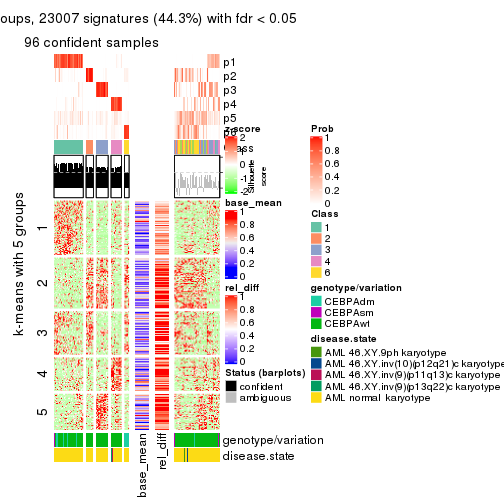 oups, 23007 signatures (44.3%) with fdr < 0.05
96 confident samples
p1
p2
p3
p4
p5
z-score
2
1
0
-1
-2
Silhouette
score
k-means with 5 groups
1
2
3
4
5
base_mean
1
0.8
0.6
0.4
0.2
0
rel_diff
1
0.8
0.6
0.4
0.2
0
Status (barplots)
confident
ambiguous
Prob
1
0.8
0.6
0.4
0.2
0
Class
1
2
3
4
6
genotype/variation
CEBPAdm
CEBPAsm
CEBPAwt
disease.state
AML 46.XY.9ph karyotype
AML 46.XY.inv(10)(p12q21)c karyotype
AML 46.XY.inv(9)(p11q13)c karyotype
AML 46.XY.inv(9)(p13q22)c karyotype
AML normal karyotype
genotype/variation
disease.state
base_mean
rel_diff